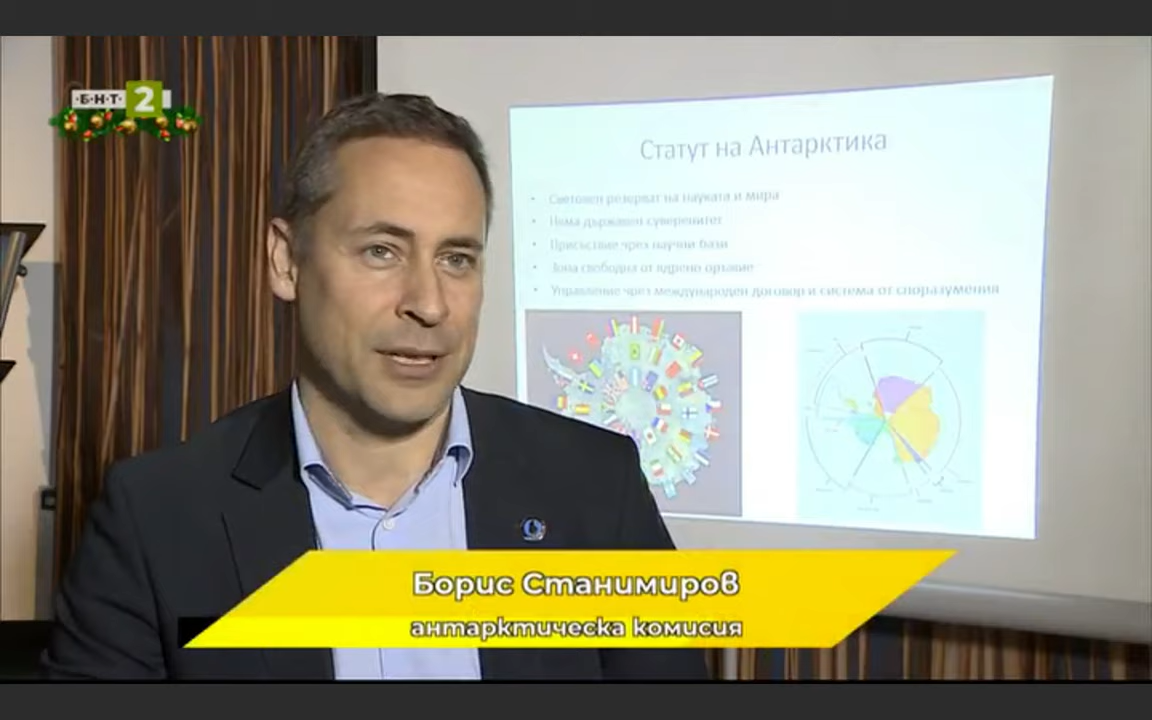 БНТ 2
Статут на Антарктика
• Световен резерват на науката и мира
• Няма държавен суверенитет
• Присъствие чрез научни бази
• Зона свободна от ядрено оръжие
• Управление чрез международен договор и система от споразумения
Борис Станимиров
антарктическа комисия